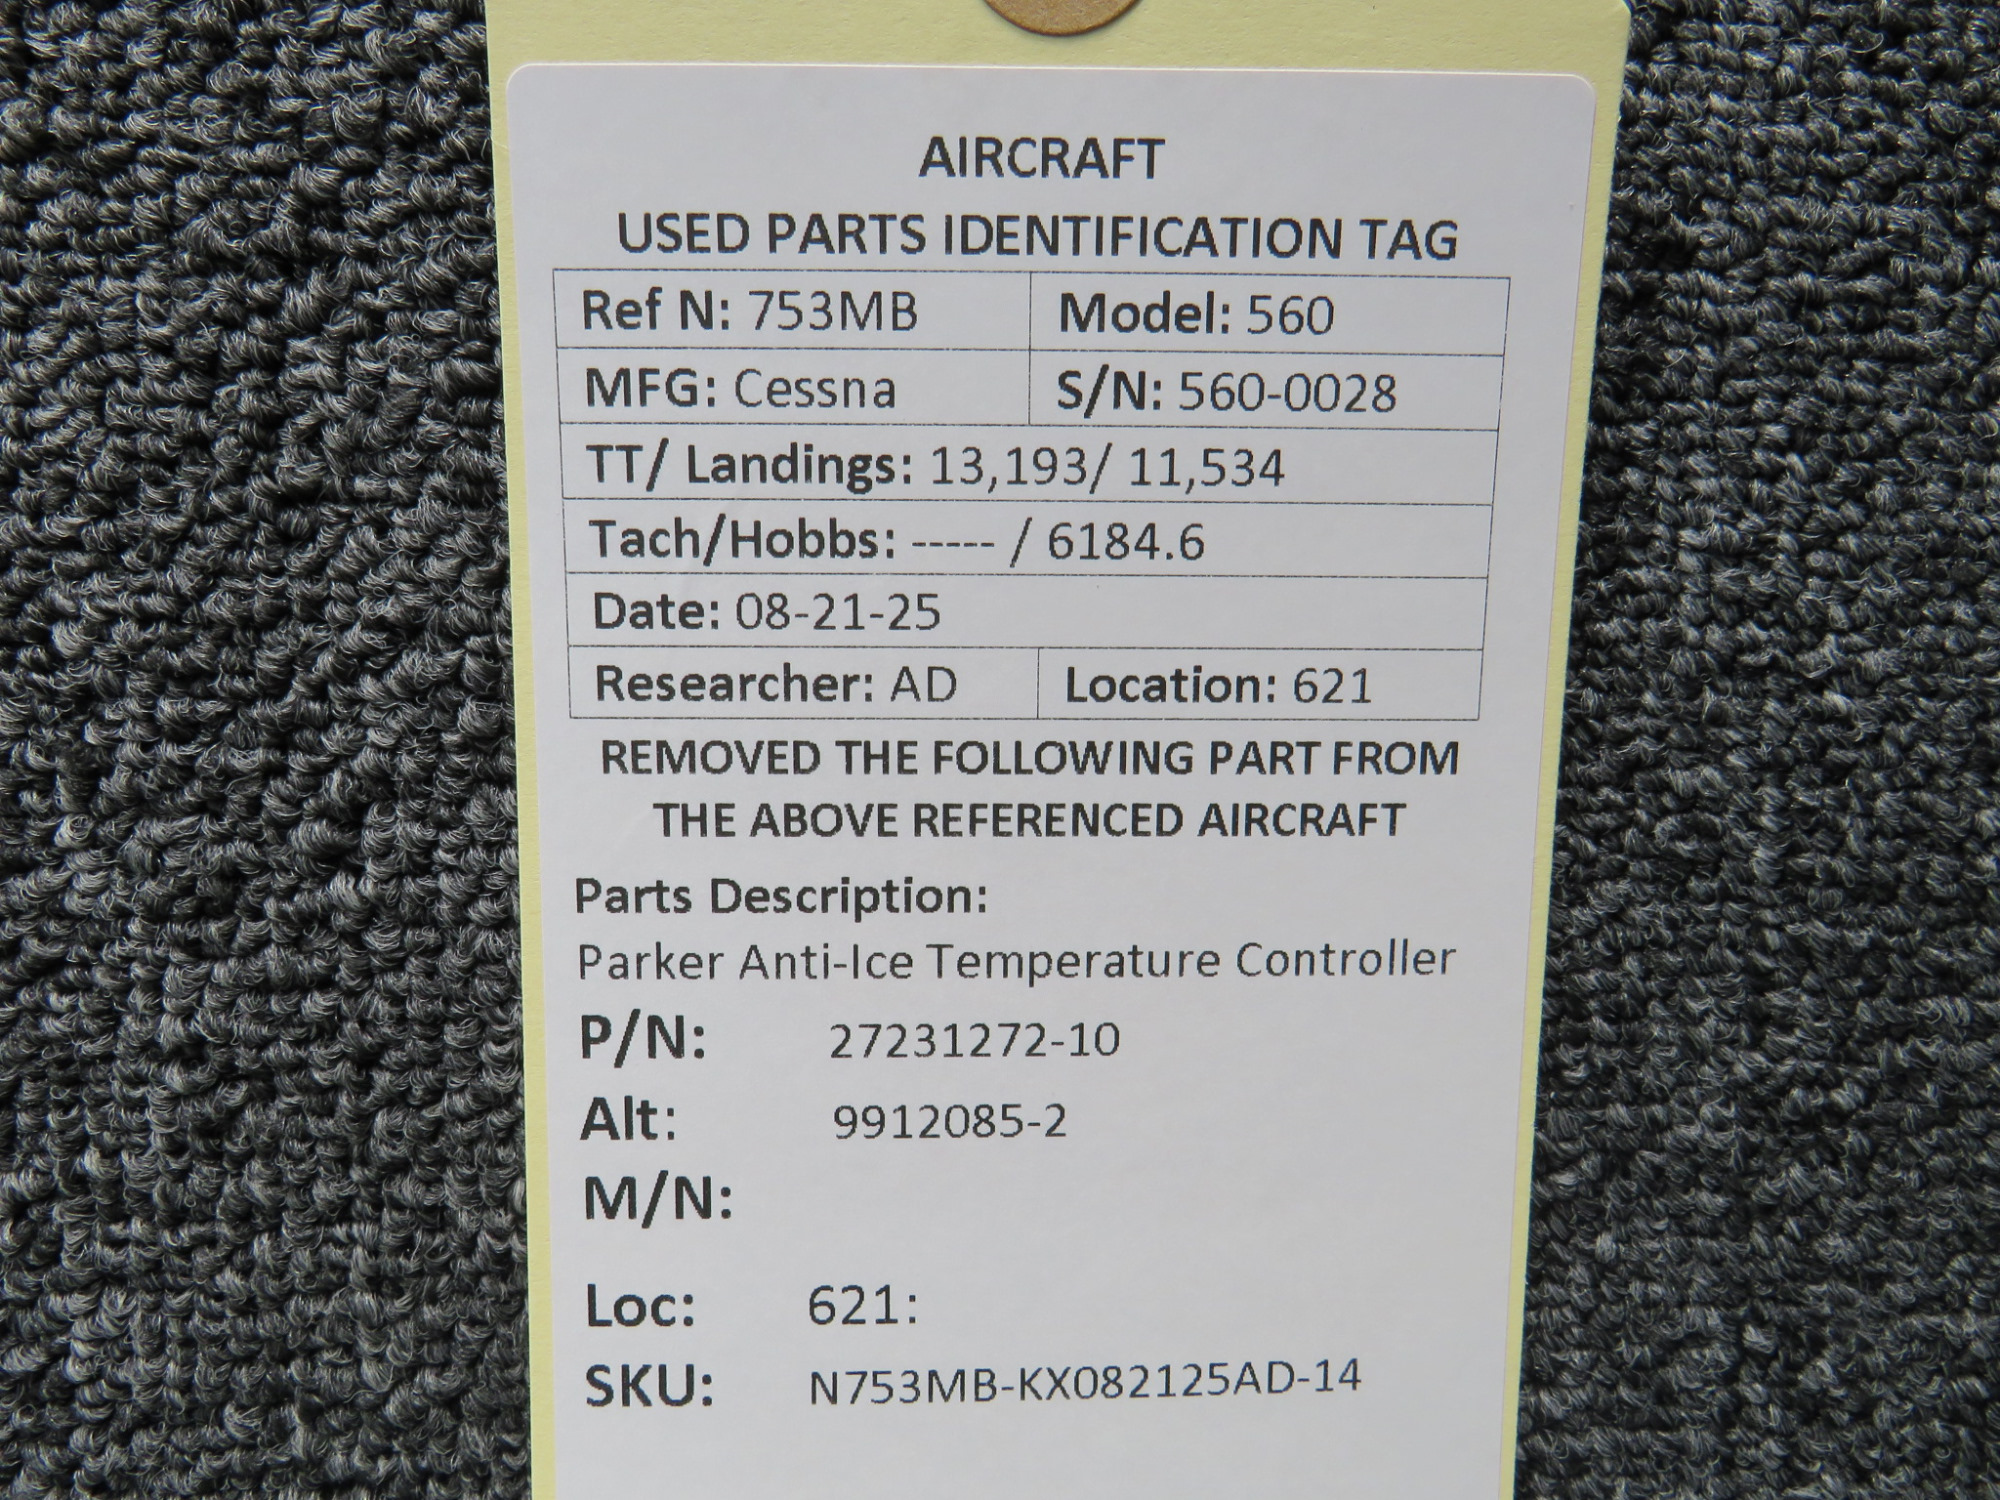 AIRCRAFT
USED PARTS IDENTIFICATION TAG
Ref N: 753MB Model: 560
MFG: Cessna S/N: 560-0028
TT/ Landings: 13,193/ 11,534
Tach/Hobbs: ----- / 6184.6
Date: 08-21-25
Researcher: AD Location: 621
REMOVED THE FOLLOWING PART FROM
THE ABOVE REFERENCED AIRCRAFT
Parts Description:
Parker Anti-Ice Temperature Controller
P/N: 27231272-10
Alt: 9912085-2
M/N:
Loc: 621:
SKU: N753MB-KX082125AD-14